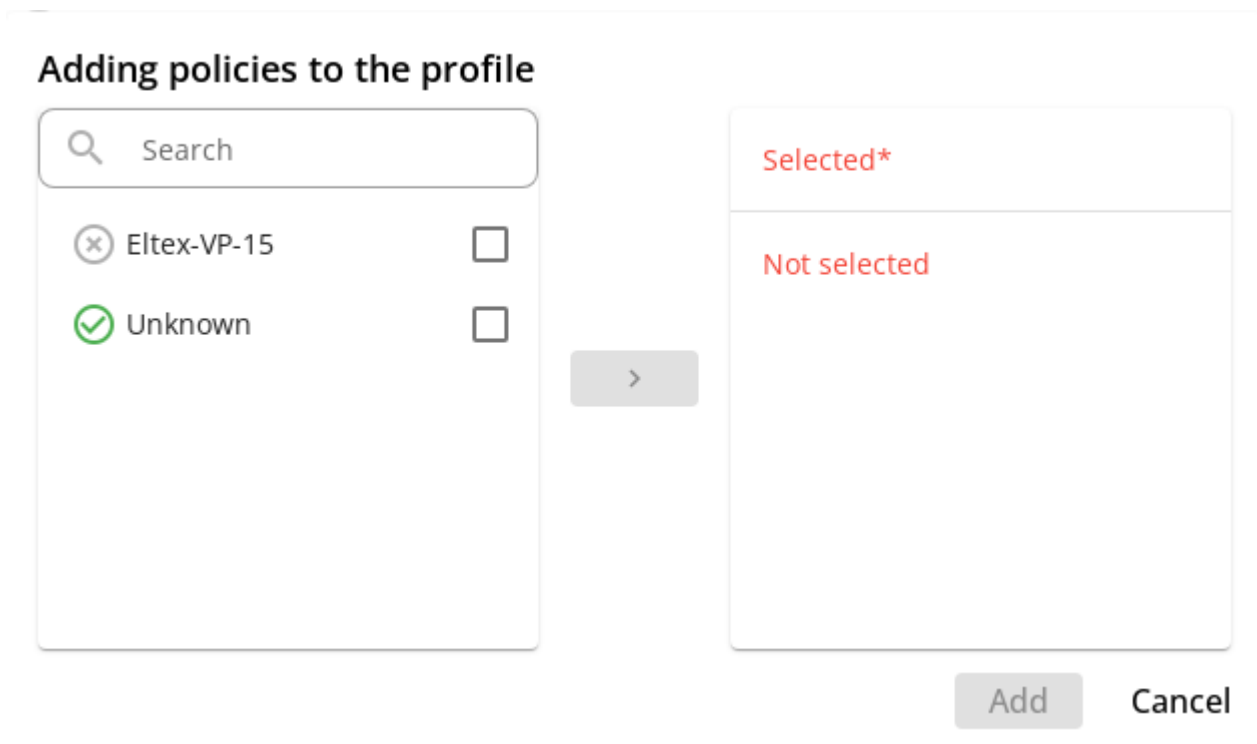 Adding policies to the profile
Search
Eltex-VP-15
Unknown
Selected*
Not selected
Add
Cancel